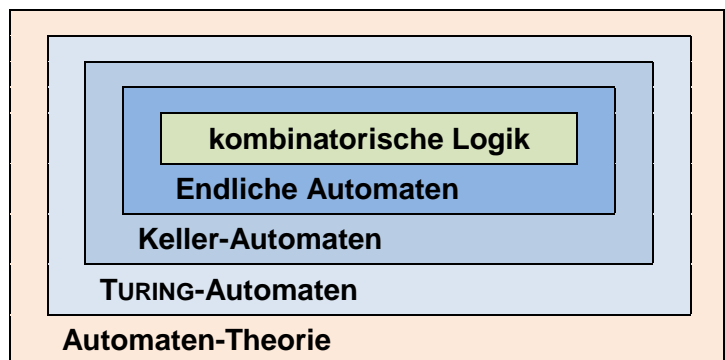 kombinatorische Logik
Endliche Automaten
Keller-Automaten
TURING-Automaten
Automaten-Theorie